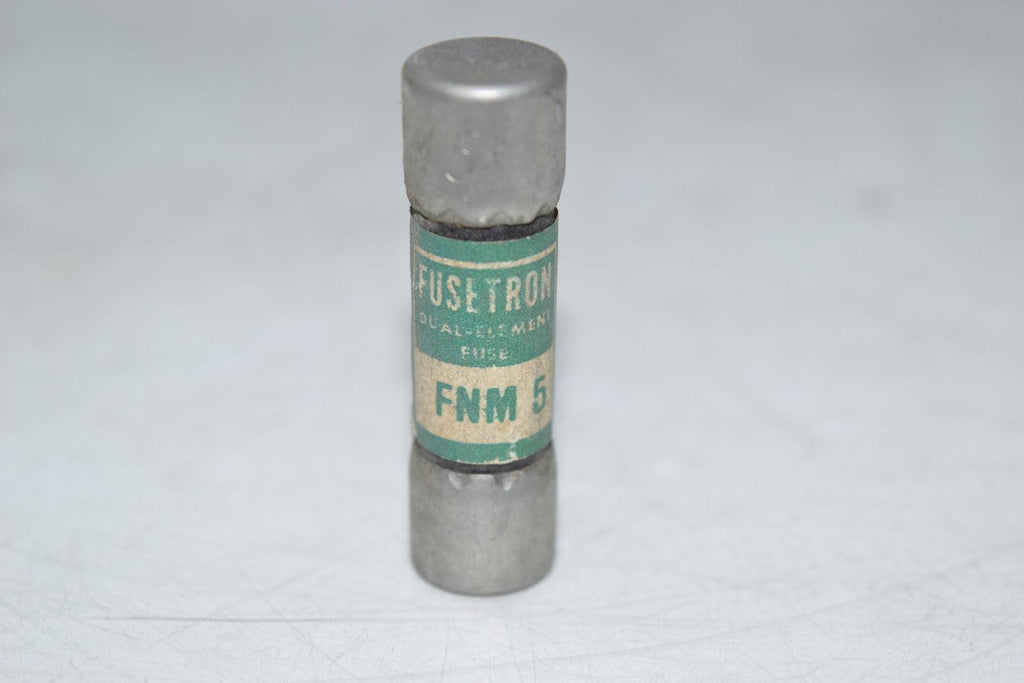 FUSETRON
DUAL-ELEMENT
FUSE
FNM 5